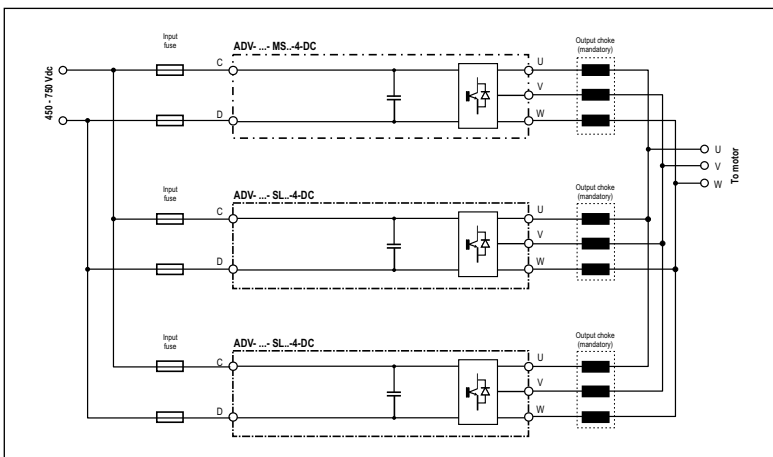 Input
fuse
ADV- ...- MS..-4-DC
Output choke
(mandatory)
C
U
V
D
W
450 - 750 Vdc
U
V
W
To motor
Input
fuse
ADV- ...- SL..-4-DC
Output choke
(mandatory)
C
U
V
D
W
Input
fuse
ADV- ...- SL..-4-DC
Output choke
(mandatory)
C
U
V
D
W